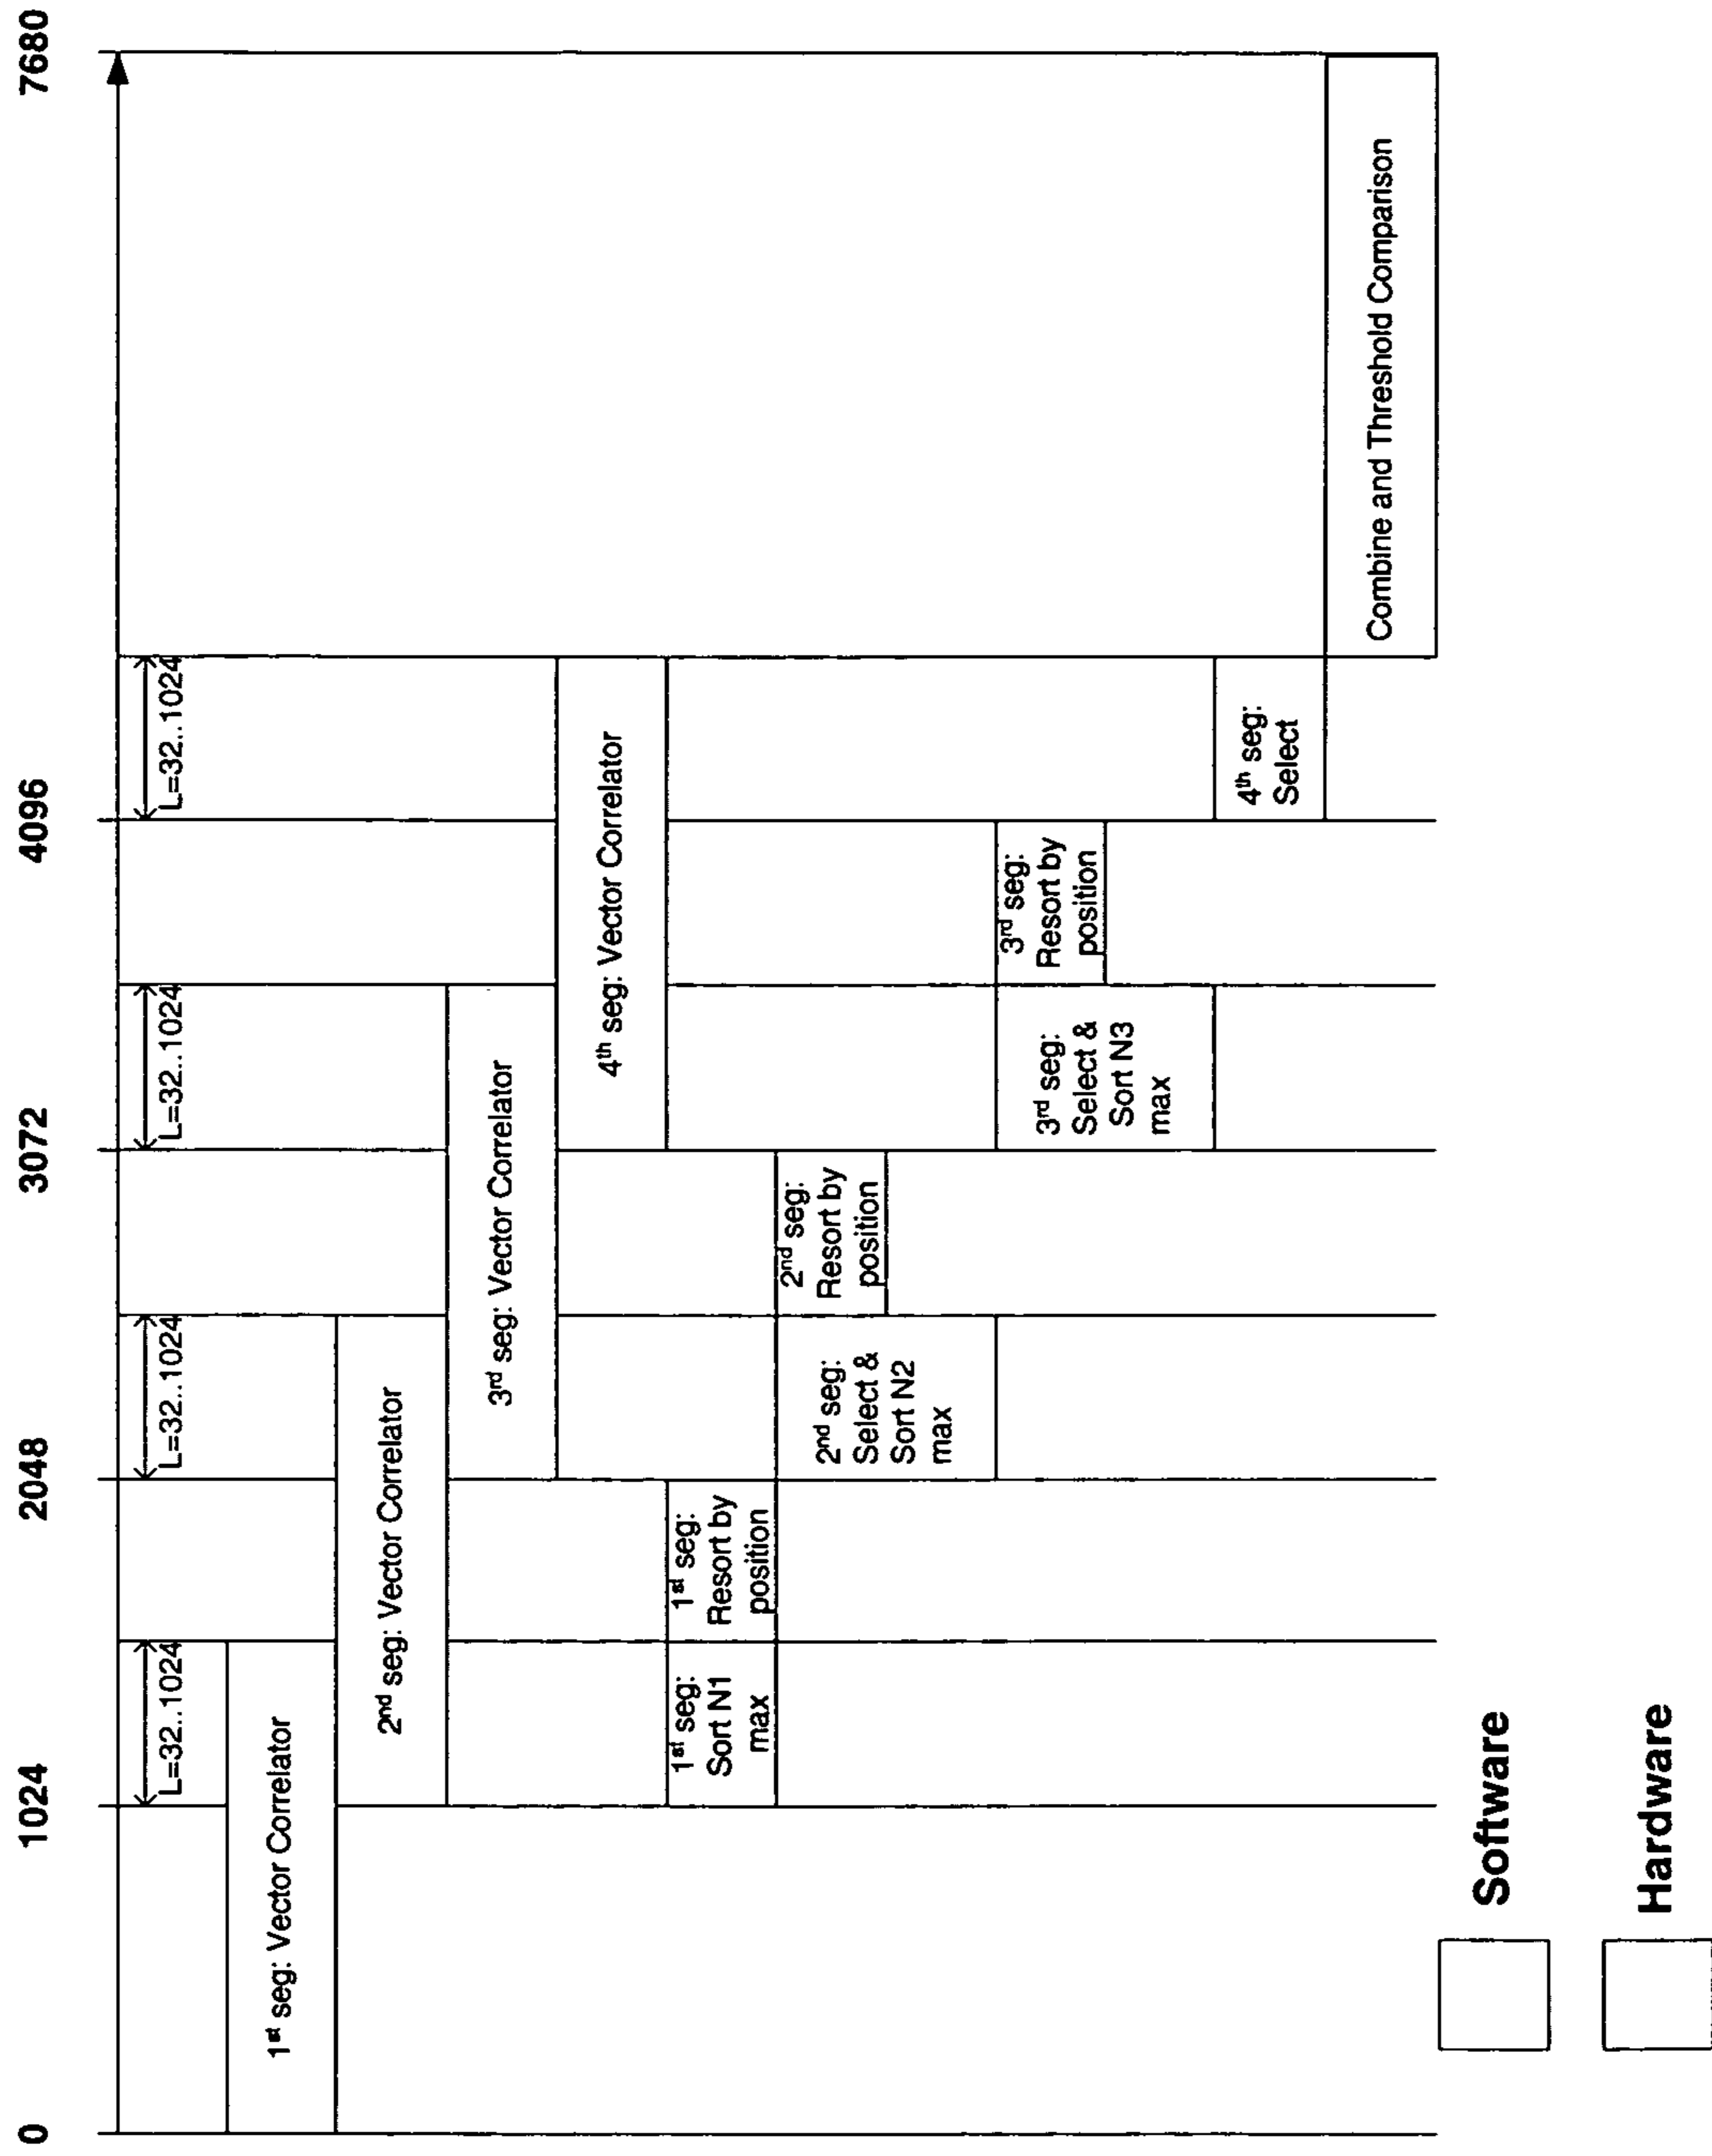 0
1024
2048
3072
4096
7680
L=32..1024
L=32..1024
L=32..1024
L=32..1024
1st seg: Vector Correlator
2nd seg: Vector Correlator
3rd seg: Vector Correlator
4th seg: Vector Correlator
1st seg:
Sort N1
max
1st seg:
Resort by
position
2nd seg:
Select &
Sort N2
max
2nd seg:
Resort by
position
3rd seg:
Select &
Sort N3
max
3rd seg:
Resort by
position
4th seg:
Select
Combine and Threshold Comparison
Software
Hardware